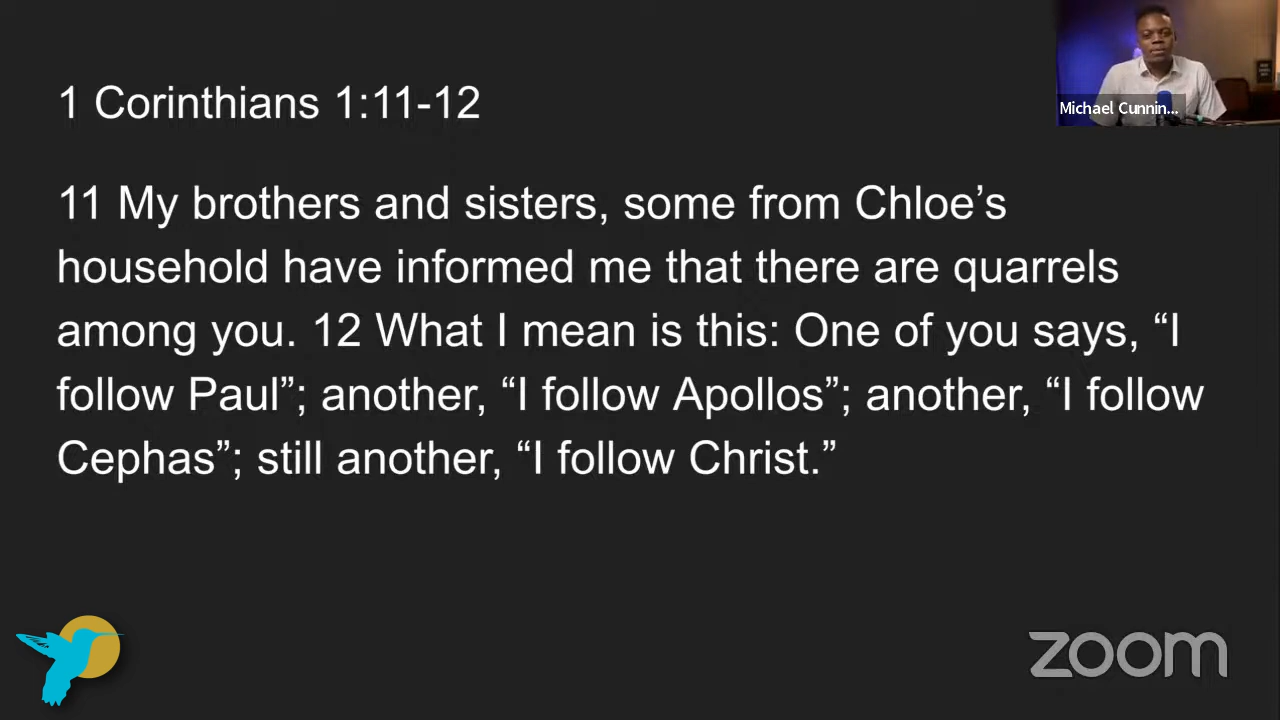 1 Corinthians 1:11-12
Michael Cunnin...
11 My brothers and sisters, some from Chloe’s
household have informed me that there are quarrels
among you. 12 What I mean is this: One of you says, “I
follow Paul”; another, “I follow Apollos”; another, “I follow
Cephas”; still another, “I follow Christ.”
zoom